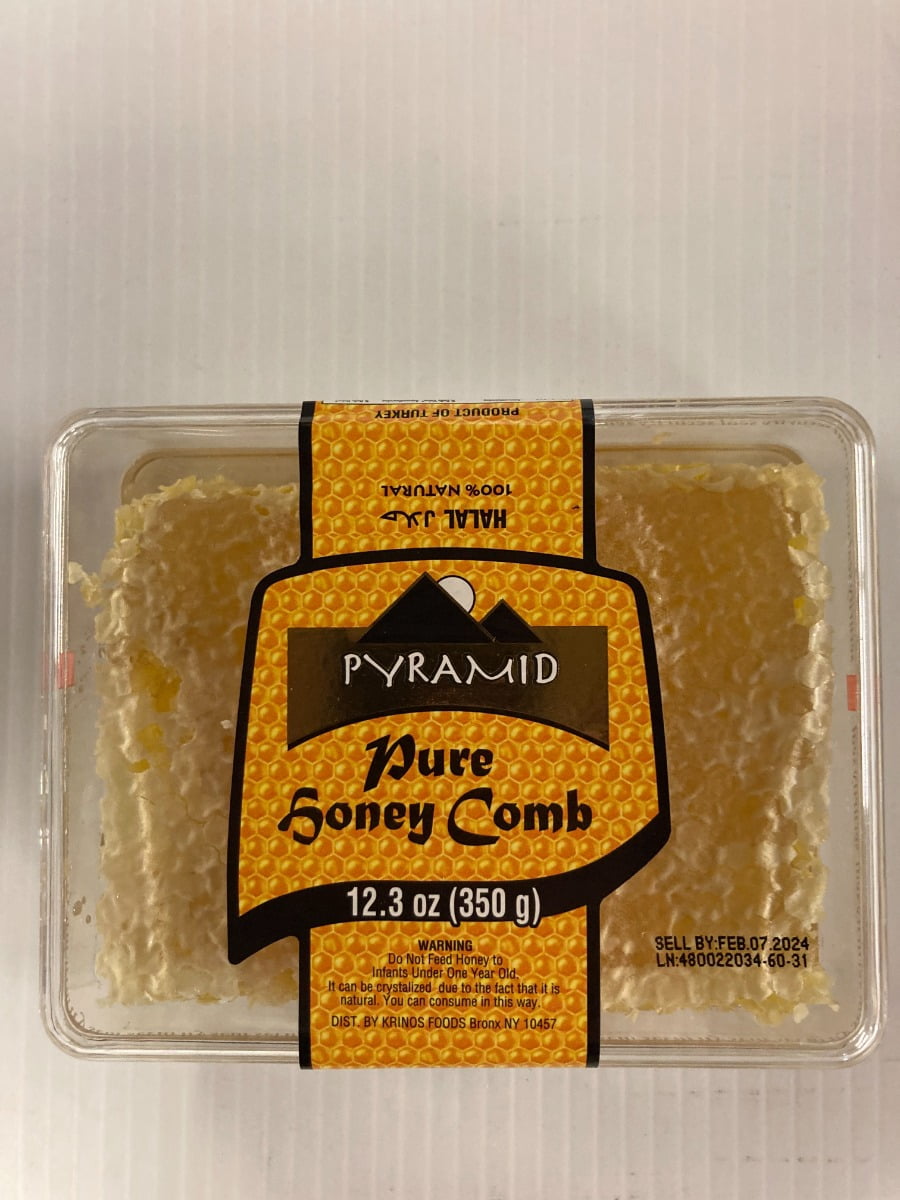 PRODUCT OF TURKEY
100% NATURAL
HALAL حلال
PYRAMID
Pure
Honey Comb
12.3 oz (350 g)
WARNING
Do Not Feed Honey to
Infants Under One Year Old.
It can be crystalized due to the fact that it is
natural. You can consume in this way.
DIST. BY KRINOS FOODS Bronx NY 10457
SELL BY:FEB.07.2024
LN:480022034-60-31